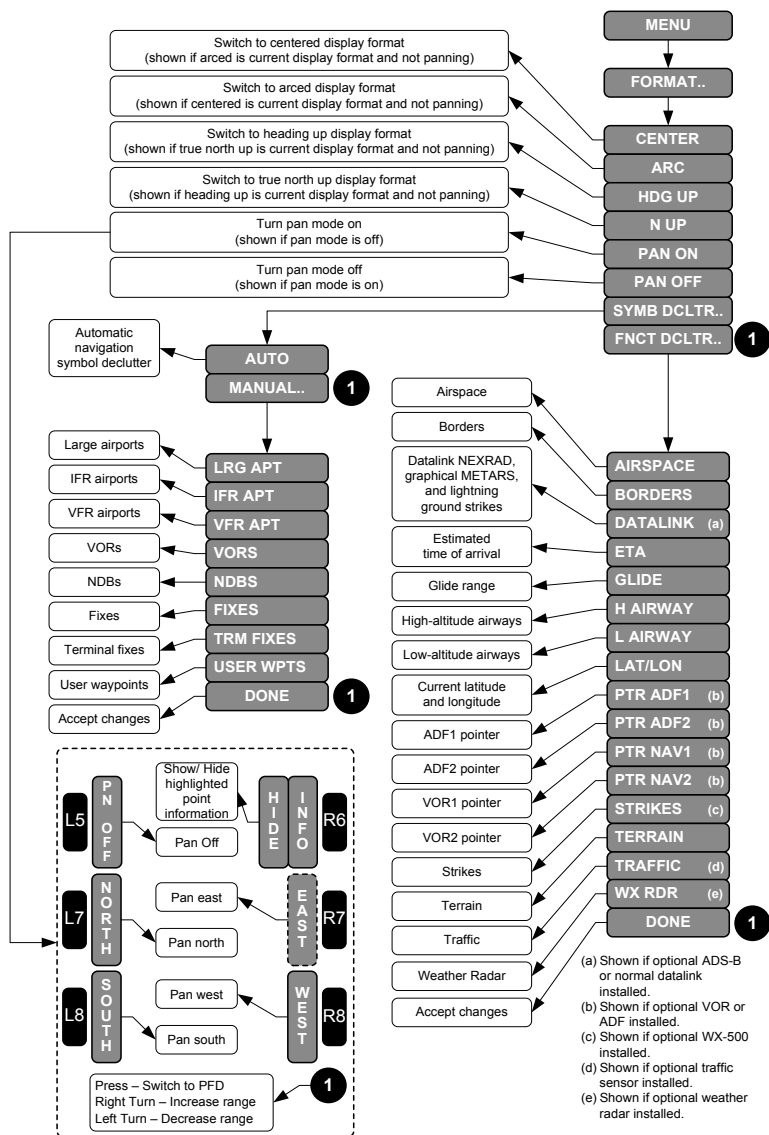 MENU
FORMAT..
Switch to centered display format
(shown if arced is current display format and not panning)
CENTER
Switch to arced display format
(shown if centered is current display format and not panning)
ARC
Switch to heading up display format
(shown if true north up is current display format and not panning)
HDG UP
Switch to true north up display format
(shown if heading up is current display format and not panning)
N UP
Turn pan mode on
(shown if pan mode is off)
PAN ON
Turn pan mode off
(shown if pan mode is on)
PAN OFF
SYMB DCLTR..
FNCT DCLTR..
1
Automatic
navigation
symbol declutter
AUTO
MANUAL..
1
Large airports
LRG APT
IFR airports
IFR APT
VFR airports
VFR APT
VORs
VORS
NDBs
NDBS
Fixes
FIXES
Terminal fixes
TRM FIXES
User waypoints
USER WPTS
Accept changes
DONE
1
Airspace
AIRSPACE
Borders
BORDERS
Datalink NEXRAD,
graphical METARS,
and lightning
ground strikes
DATALINK (a)
Estimated
time of arrival
ETA
Glide range
GLIDE
High-altitude airways
H AIRWAY
Low-altitude airways
L AIRWAY
Current latitude
and longitude
LAT/LON
ADF1 pointer
PTR ADF1 (b)
ADF2 pointer
PTR ADF2 (b)
VOR1 pointer
PTR NAV1 (b)
VOR2 pointer
PTR NAV2 (b)
Strikes
STRIKES (c)
Terrain
TERRAIN
Traffic
TRAFFIC (d)
Weather Radar
WX RDR (e)
Accept changes
DONE
1
(a) Shown if optional ADS-B
or normal datalink
installed.
(b) Shown if optional VOR or
ADF installed.
(c) Shown if optional WX-500
installed.
(d) Shown if optional traffic
sensor installed.
(e) Shown if optional weather
radar installed.
L5
PN OFF
Pan Off
Show/ Hide
highlighted
point
information
HIDE
INFO
R6
L7
NORTH
Pan north
Pan east
EAST
R7
L8
SOUTH
Pan south
Pan west
WEST
R8
Press – Switch to PFD
Right Turn – Increase range
Left Turn – Decrease range
1